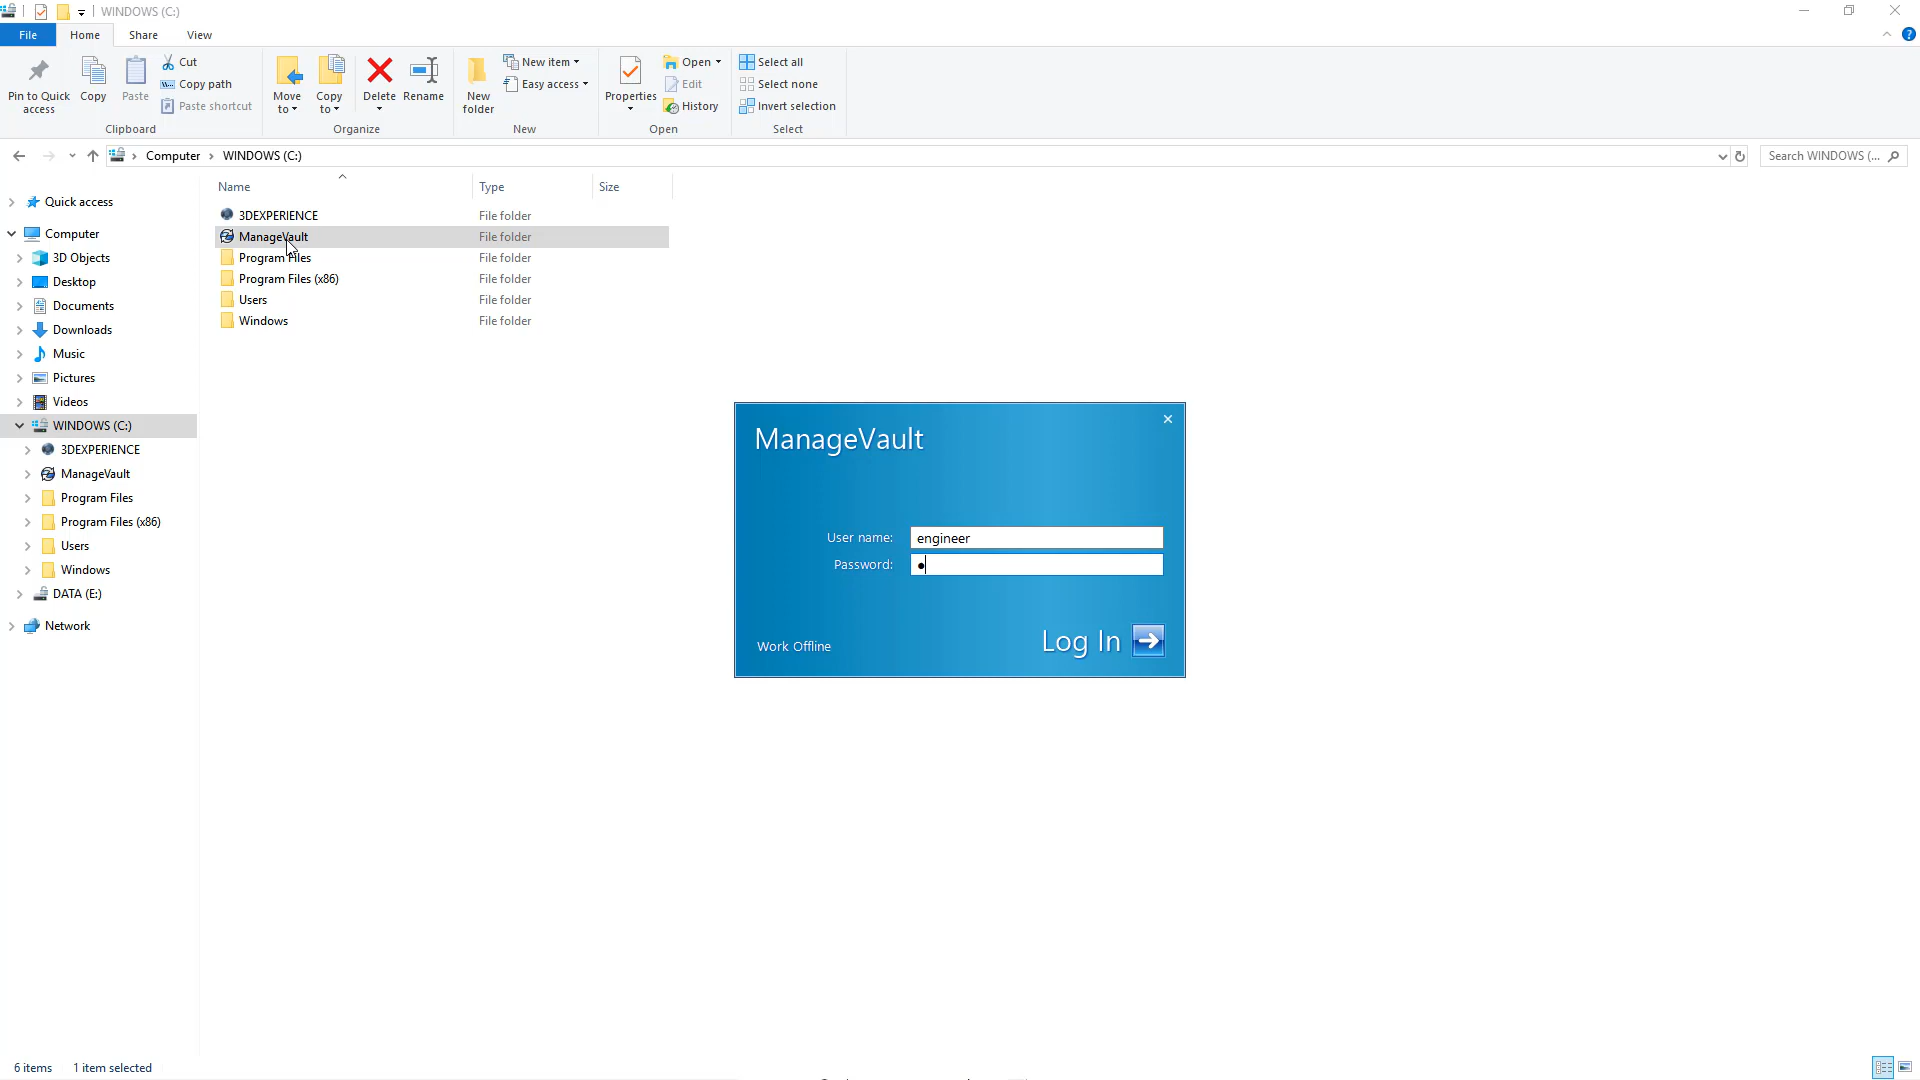 WINDOWS (C:)
File Home Share View
Pin to Quick access
Copy
Paste
Cut
Copy path
Paste shortcut
Clipboard
Move to
Copy to
Delete
Rename
Organize
New folder
New item
Easy access
New
Properties
Open
Edit
History
Open
Select all
Select none
Invert selection
Select
Computer WINDOWS (C:)
Search WINDOWS (...
Name Type Size
3DEXPERIENCE File folder
ManageVault File folder
Program Files File folder
Program Files (x86) File folder
Users File folder
Windows File folder
Quick access
Computer
3D Objects
Desktop
Documents
Downloads
Music
Pictures
Videos
WINDOWS (C:)
3DEXPERIENCE
ManageVault
Program Files
Program Files (x86)
Users
Windows
DATA (E:)
Network
ManageVault
User name: engineer
Password:
Work Offline
Log In
6 items 1 item selected